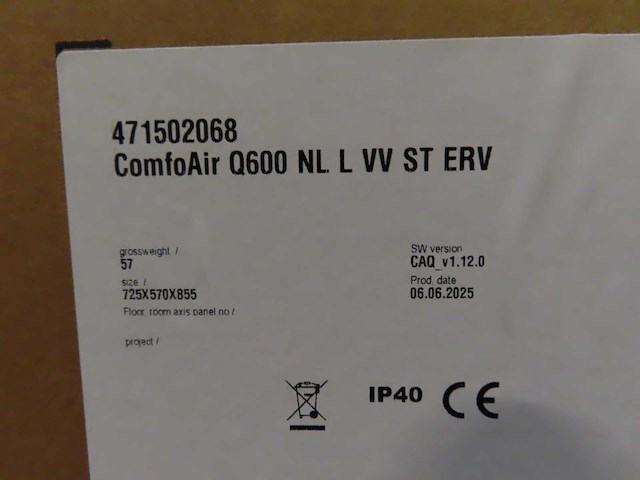 471502068
ComfoAir Q600 NL L VV ST ERV
grossweight /
57
size /
725X570X855
Floor, room axis panel no /
project /
SW version
CAQ_v1.12.0
Prod. date
06.06.2025
IP40 CE